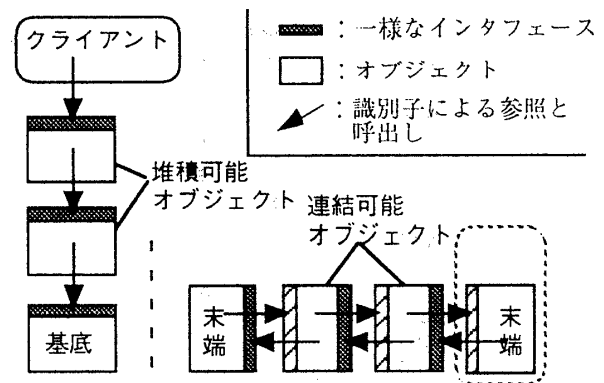 クライアント
：一様なインタフェース
：オブジェクト
：識別子による参照と
呼出し
堆積可能
オブジェクト
連結可能
オブジェクト
基底
末
端
末
端